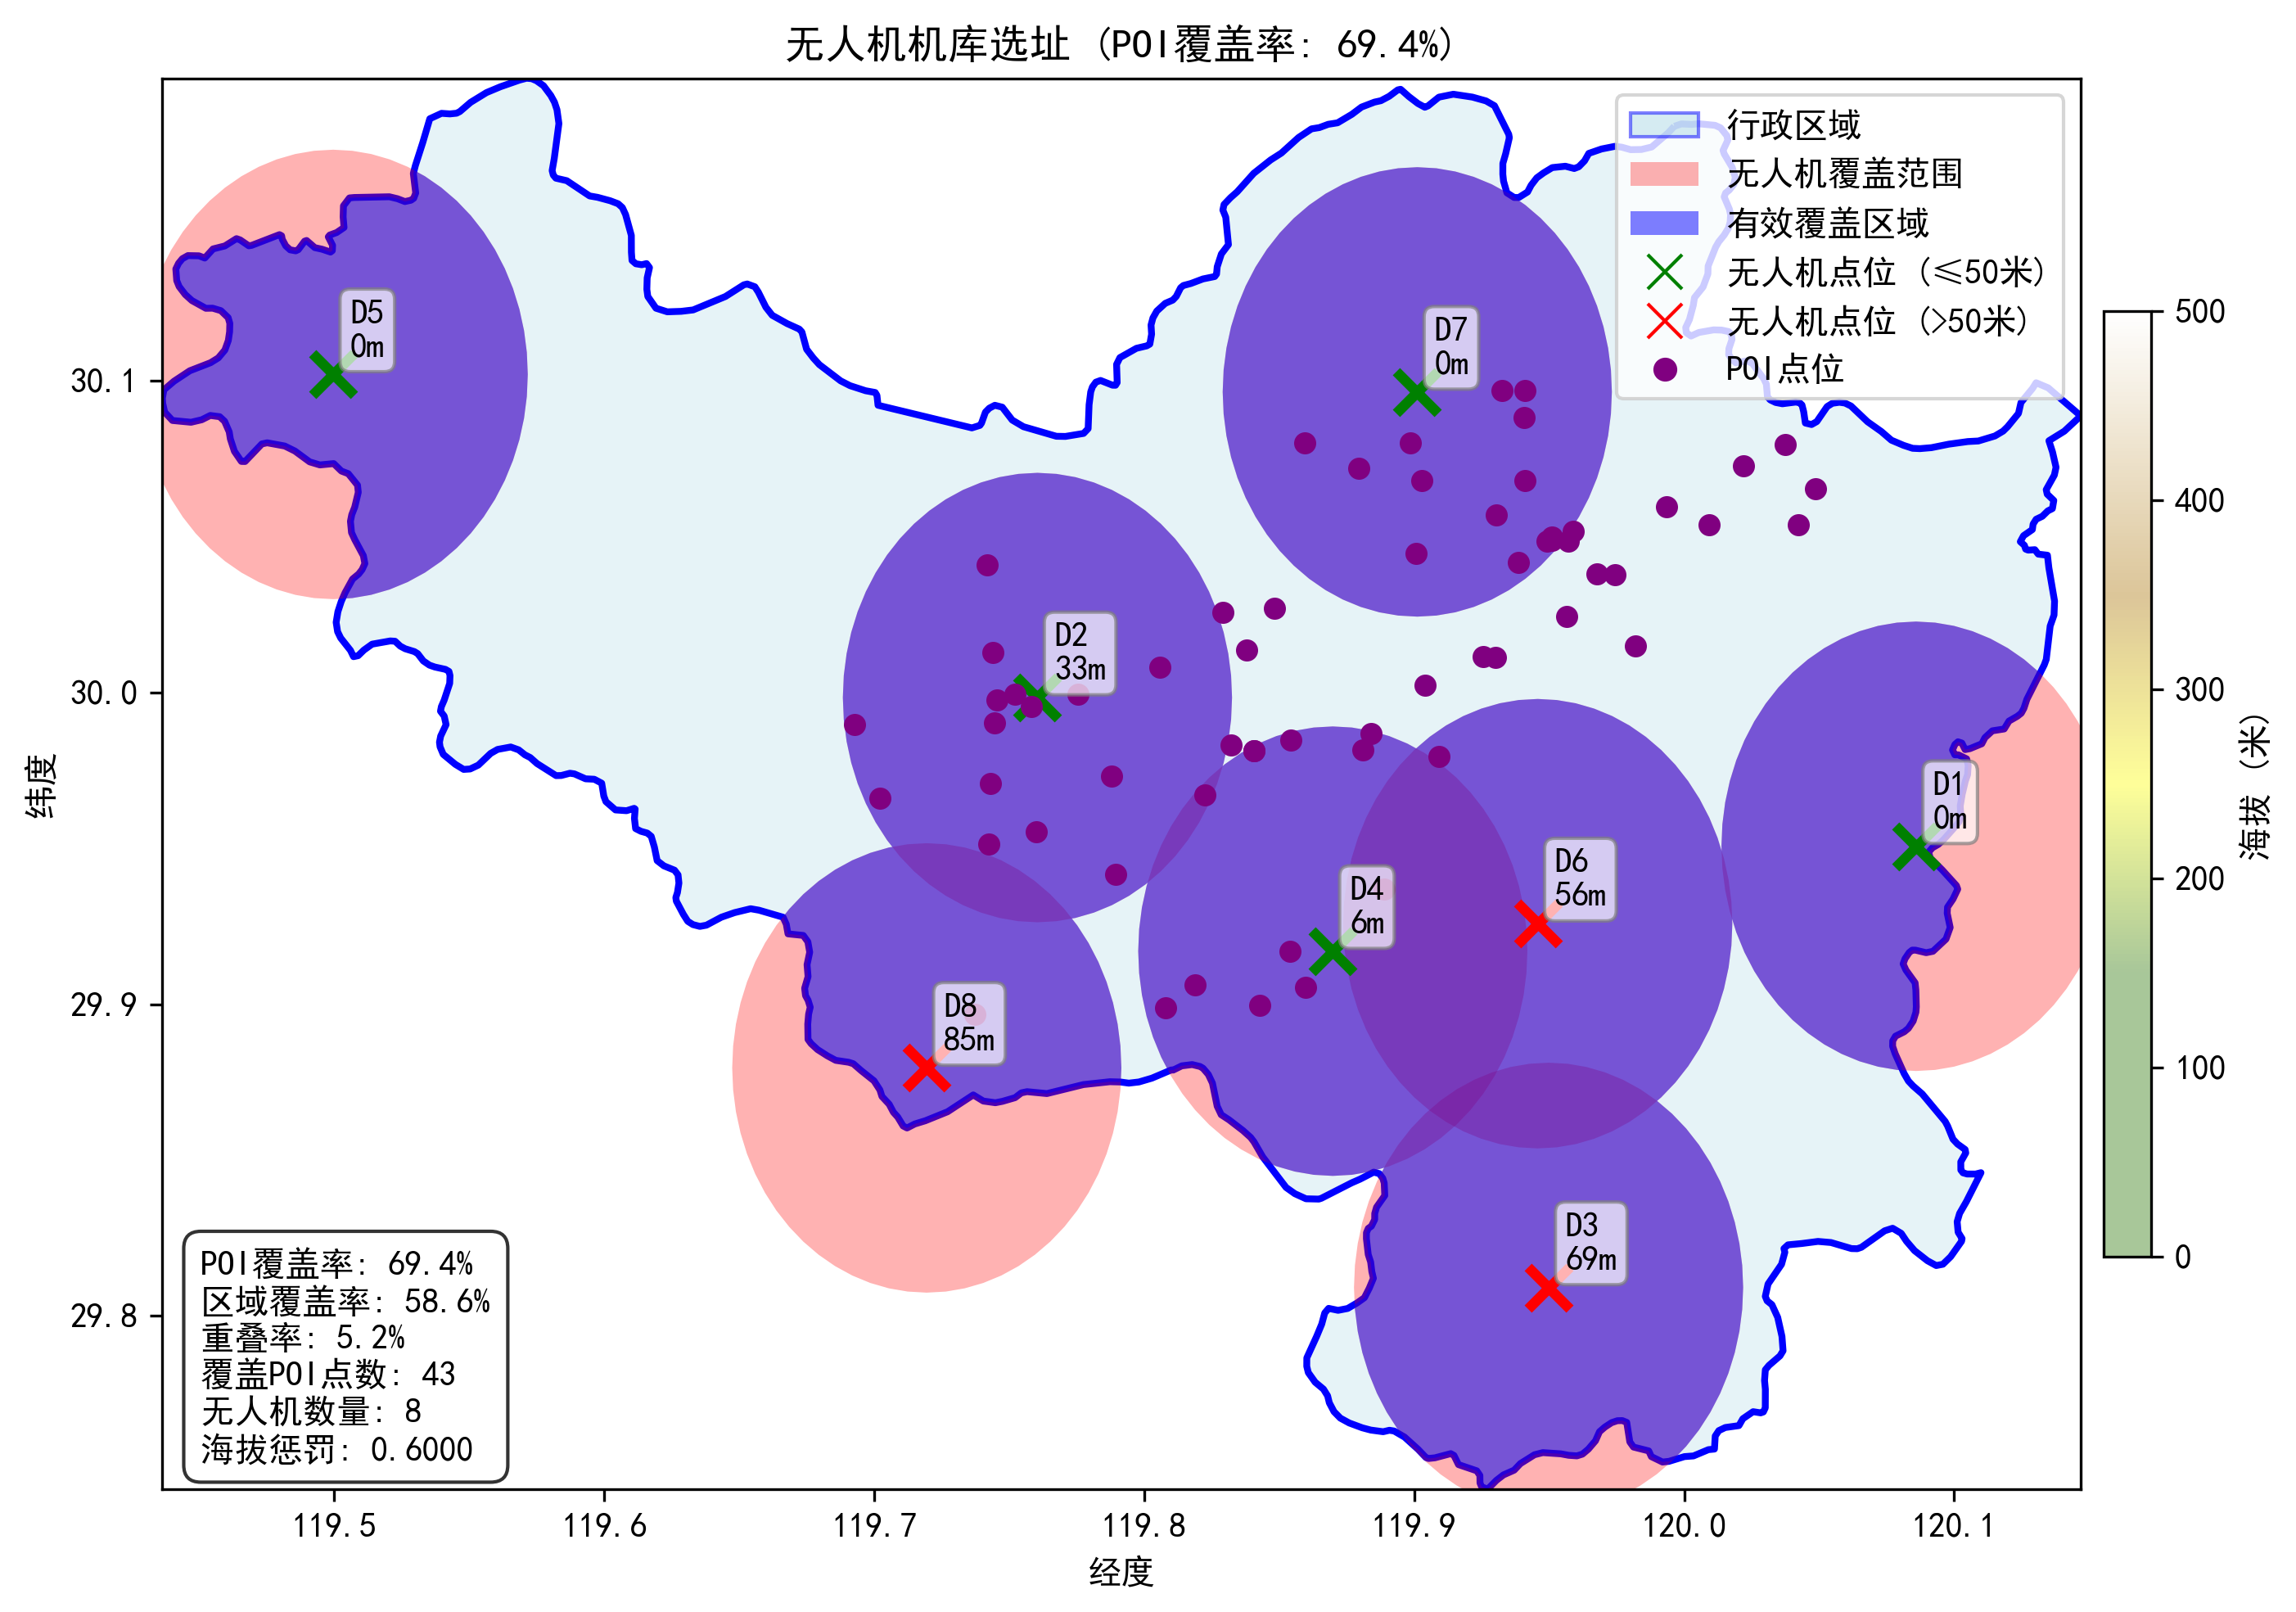 无人机机库选址 (POI覆盖率: 69.4%)
行政区域
无人机覆盖范围
有效覆盖区域
无人机点位 (≤50米)
无人机点位 (>50米)
POI点位
D5
0m
D7
0m
D2
33m
D1
0m
D6
56m
D4
6m
D8
85m
D3
69m
POI覆盖率: 69.4%
区域覆盖率: 58.6%
重叠率: 5.2%
覆盖POI点数: 43
无人机数量: 8
海拔惩罚: 0.6000
30.1
30.0
29.9
29.8
纬度
119.5
119.6
119.7
119.8
119.9
120.0
120.1
经度
500
400
300
200
100
0
海拔 (米)